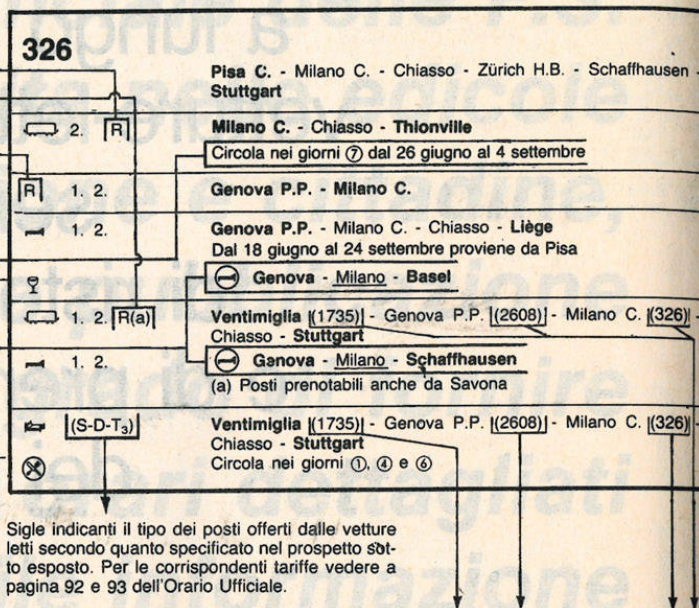 326
Pisa C. - Milano C. - Chiasso - Zürich H.B. - Schaffhausen -
Stuttgart
2. R Milano C. - Chiasso - Thionville
Circola nei giorni ⑦ dal 26 giugno al 4 settembre
R 1. 2. Genova P.P. - Milano C.
1. 2. Genova P.P. - Milano C. - Chiasso - Liège
Dal 18 giugno al 24 settembre proviene da Pisa
Genova - Milano - Basel
1. 2. R(a) Ventimiglia (1735) - Genova P.P. (2608) - Milano C. (326) -
Chiasso - Stuttgart
1. 2. Genova - Milano - Schaffhausen
(a) Posti prenotabili anche da Savona
(S-D-T₃) Ventimiglia (1735) - Genova P.P. (2608) - Milano C. (326) -
Chiasso - Stuttgart
Circola nei giorni ①, ④ e ⑥
Sigle indicanti il tipo dei posti offerti dalle vetture
letti secondo quanto specificato nel prospetto sot-
to esposto. Per le corrispondenti tariffe vedere a
pagina 92 e 93 dell'Orario Ufficiale.